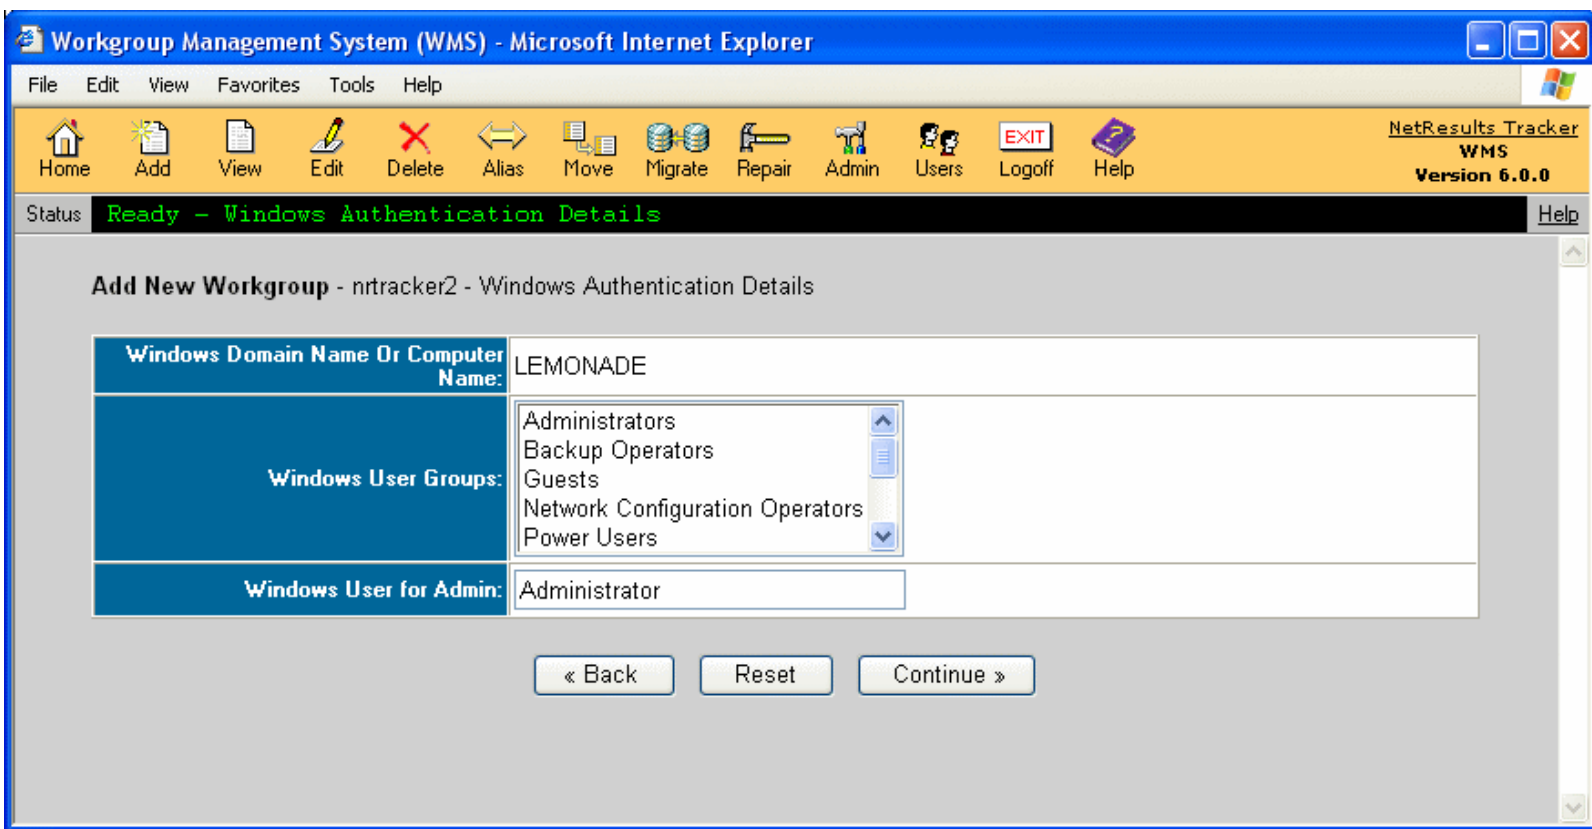 Workgroup Management System (WMS) - Microsoft Internet Explorer
File Edit View Favorites Tools Help
Home Add View Edit Delete Alias Move Migrate Repair Admin Users EXIT Logoff Help
NetResults Tracker
WMS
Version 6.0.0
Status Ready - Windows Authentication Details Help
Add New Workgroup - nrtracker2 - Windows Authentication Details
Windows Domain Name Or Computer
Name: LEMONADE
Windows User Groups:
Administrators
Backup Operators
Guests
Network Configuration Operators
Power Users
Windows User for Admin: Administrator
« Back Reset Continue »